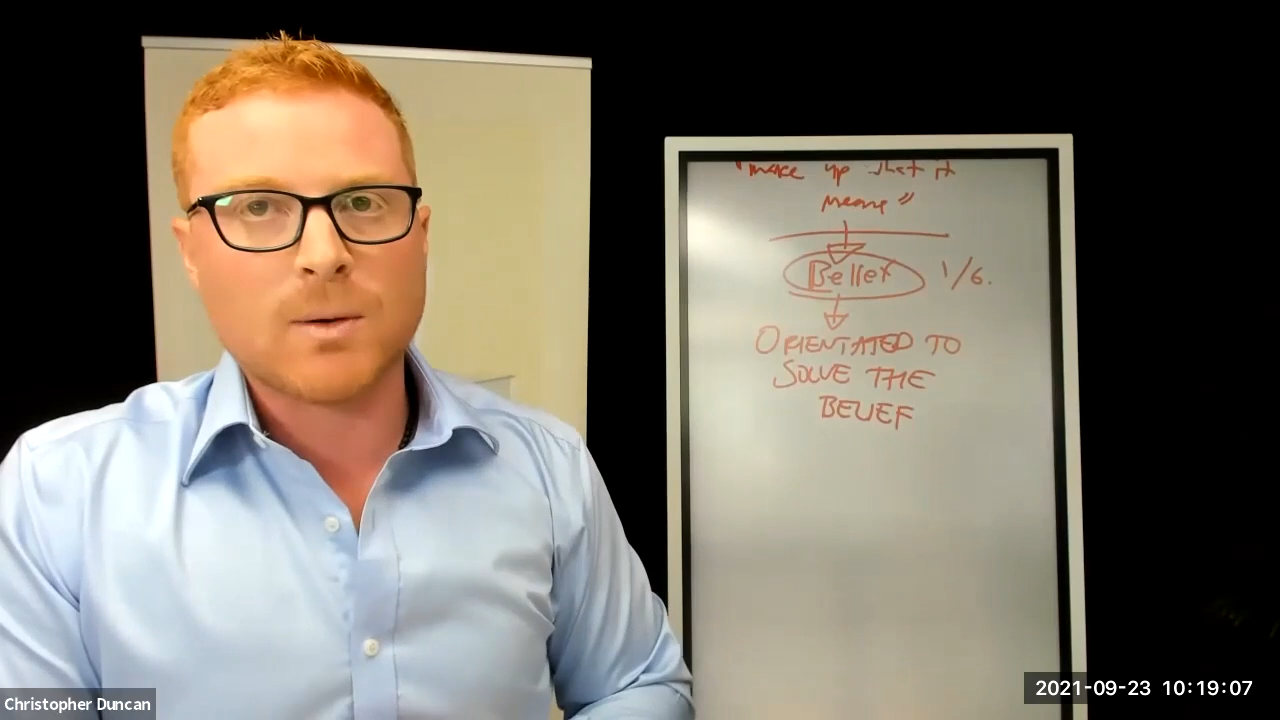 "make up what it
means"
Belief 1/6.
ORIENTATED TO
SOLVE THE
BELIEF
Christopher Duncan
2021-09-23 10:19:07